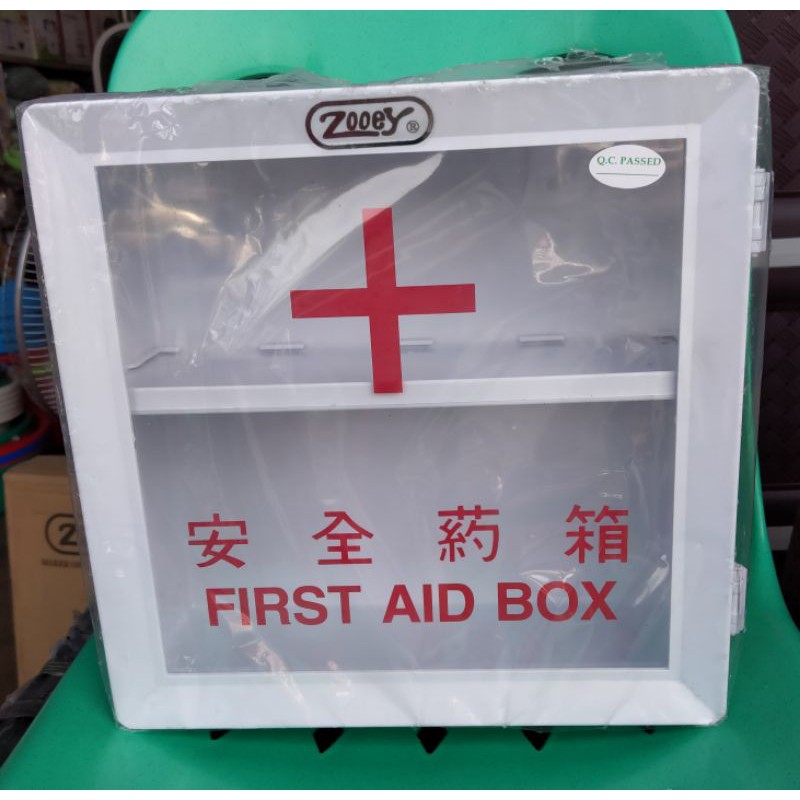 Zooey®
Q.C. PASSED
安全葯箱
FIRST AID BOX